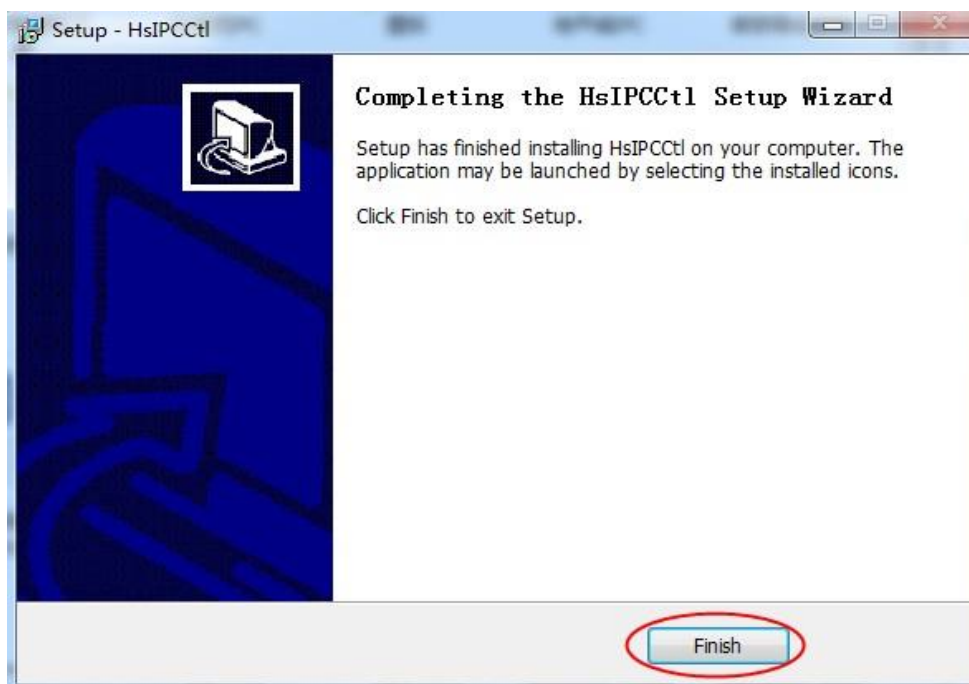 Setup - HsIPCCtl
Completing the HsIPCCtl Setup Wizard
Setup has finished installing HsIPCCtl on your computer. The
application may be launched by selecting the installed icons.
Click Finish to exit Setup.
Finish